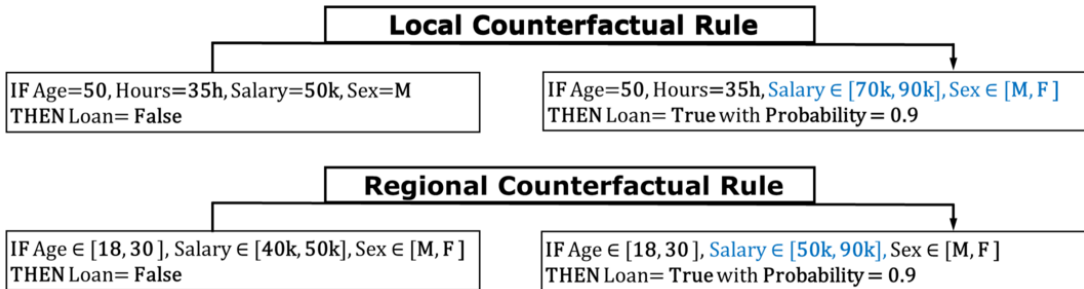 Local Counterfactual Rule
IF Age=50, Hours=35h, Salary=50k, Sex=M
THEN Loan= False
IF Age=50, Hours=35h, Salary ∈ [70k, 90k], Sex ∈ [M, F]
THEN Loan= True with Probability = 0.9
Regional Counterfactual Rule
IF Age ∈ [18, 30], Salary ∈ [40k, 50k], Sex ∈ [M, F]
THEN Loan= False
IF Age ∈ [18, 30], Salary ∈ [50k, 90k], Sex ∈ [M, F]
THEN Loan= True with Probability = 0.9